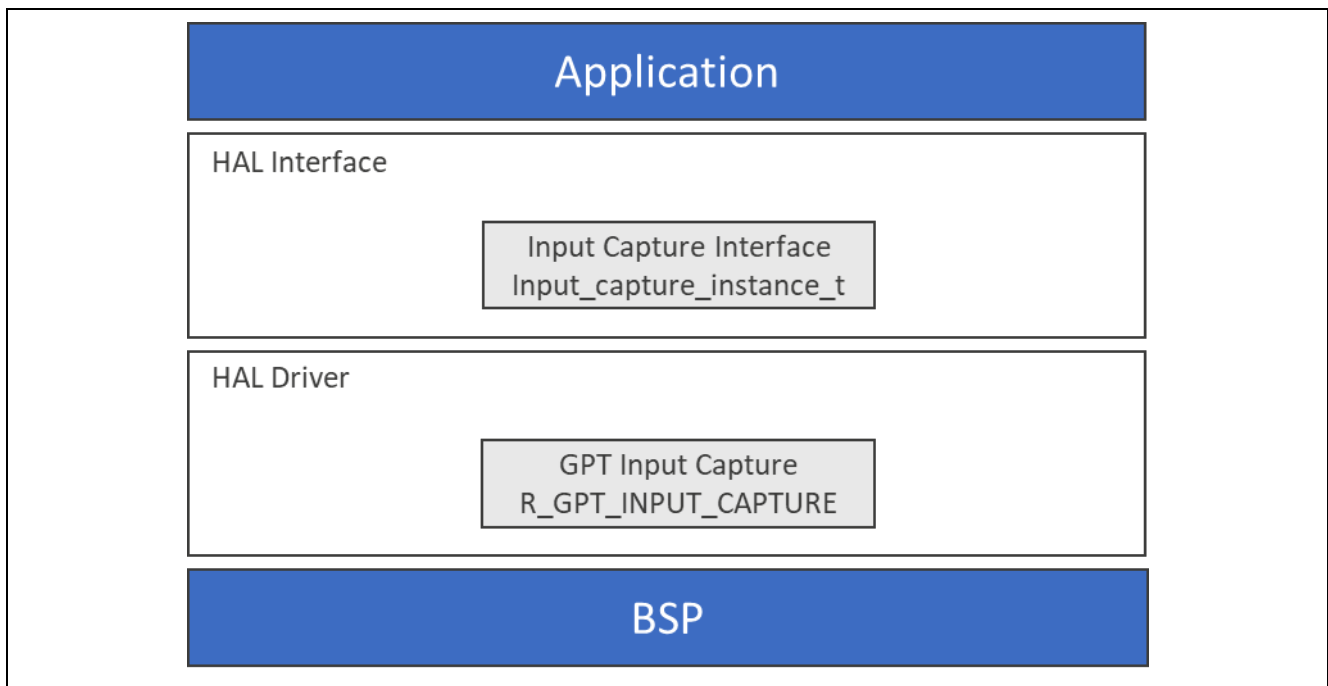 Application
HAL Interface
Input Capture Interface
Input_capture_instance_t
HAL Driver
GPT Input Capture
R_GPT_INPUT_CAPTURE
BSP